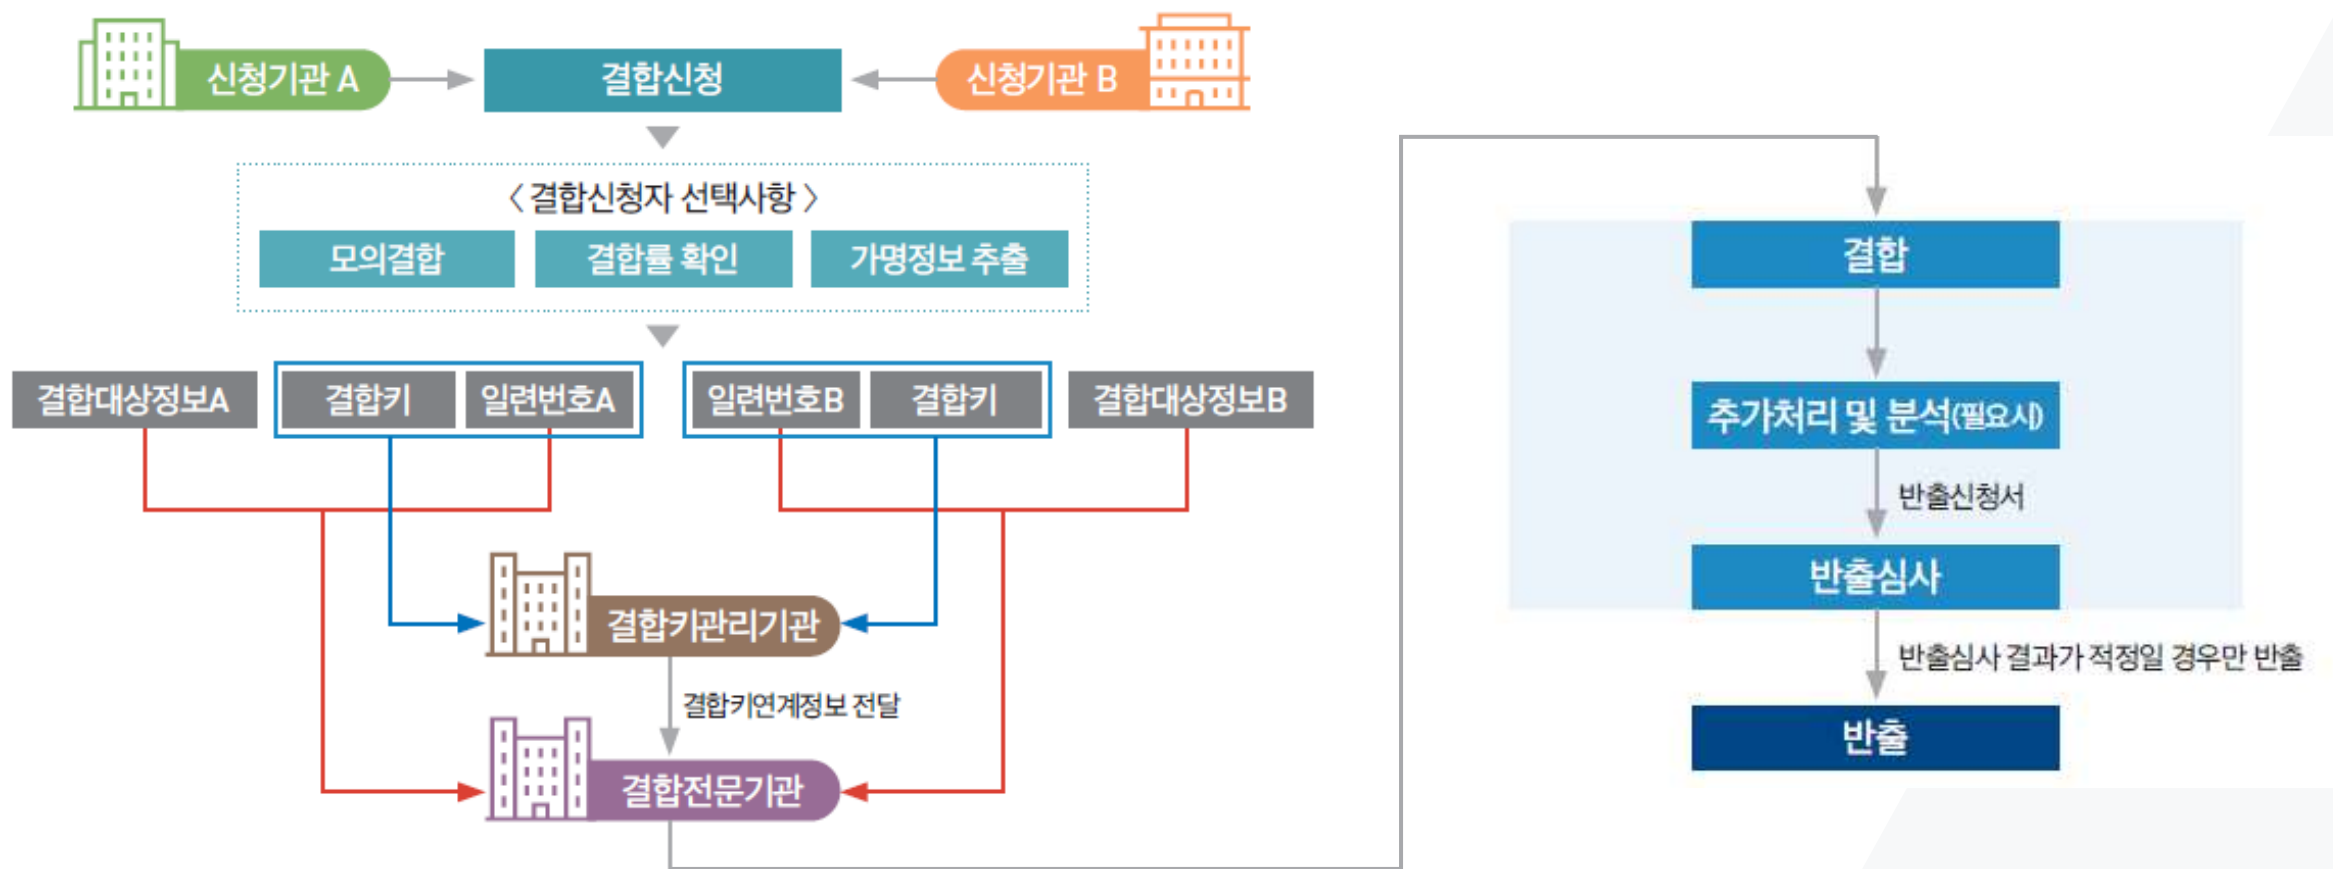 신청기관 A
결합신청
신청기관 B
〈 결합신청자 선택사항 〉
모의결합
결합률 확인
가명정보 추출
결합대상정보A
결합키
일련번호A
일련번호B
결합키
결합대상정보B
결합키관리기관
결합키연계정보 전달
결합전문기관
결합
추가처리 및 분석(필요시)
반출신청서
반출심사
반출심사 결과가 적정일 경우만 반출
반출